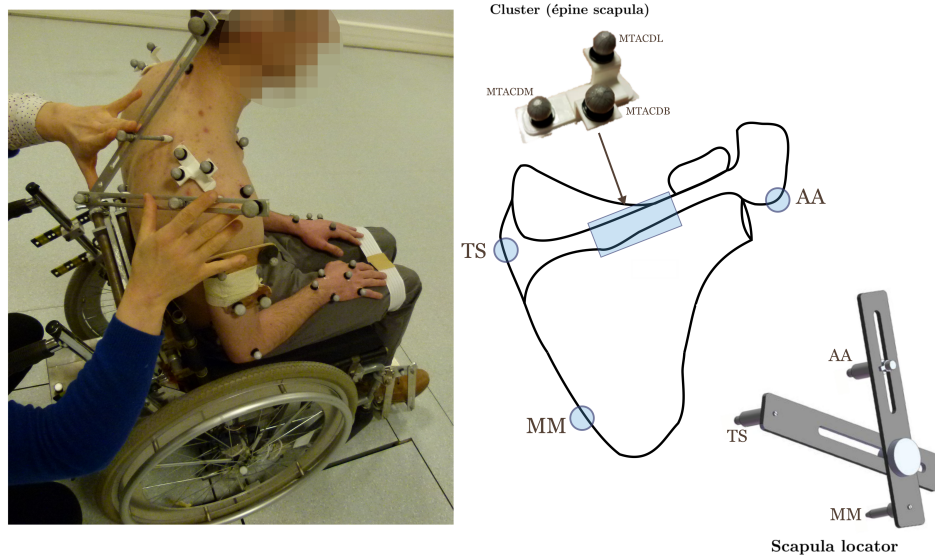 Cluster (épine scapula)
MTACDL
MTACDM
MTACDB
AA
TS
MM
AA
TS
MM
Scapula locator